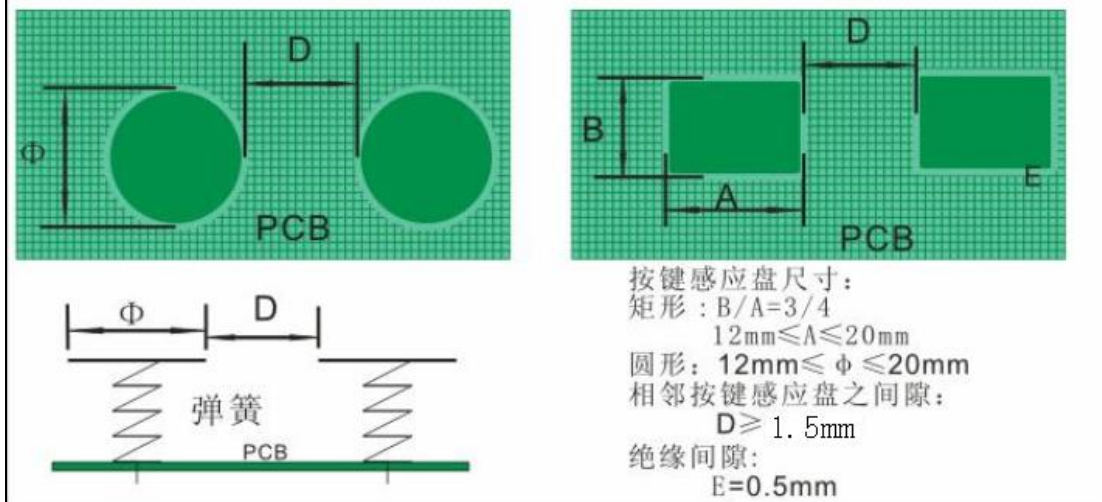 D
Φ
PCB
D
B
A
E
PCB
Φ
D
弹簧
PCB
按键感应盘尺寸：
矩形：B/A=3/4
12mm≤A≤20mm
圆形：12mm≤φ≤20mm
相邻按键感应盘之间隙：
D≥1.5mm
绝缘间隙:
E=0.5mm